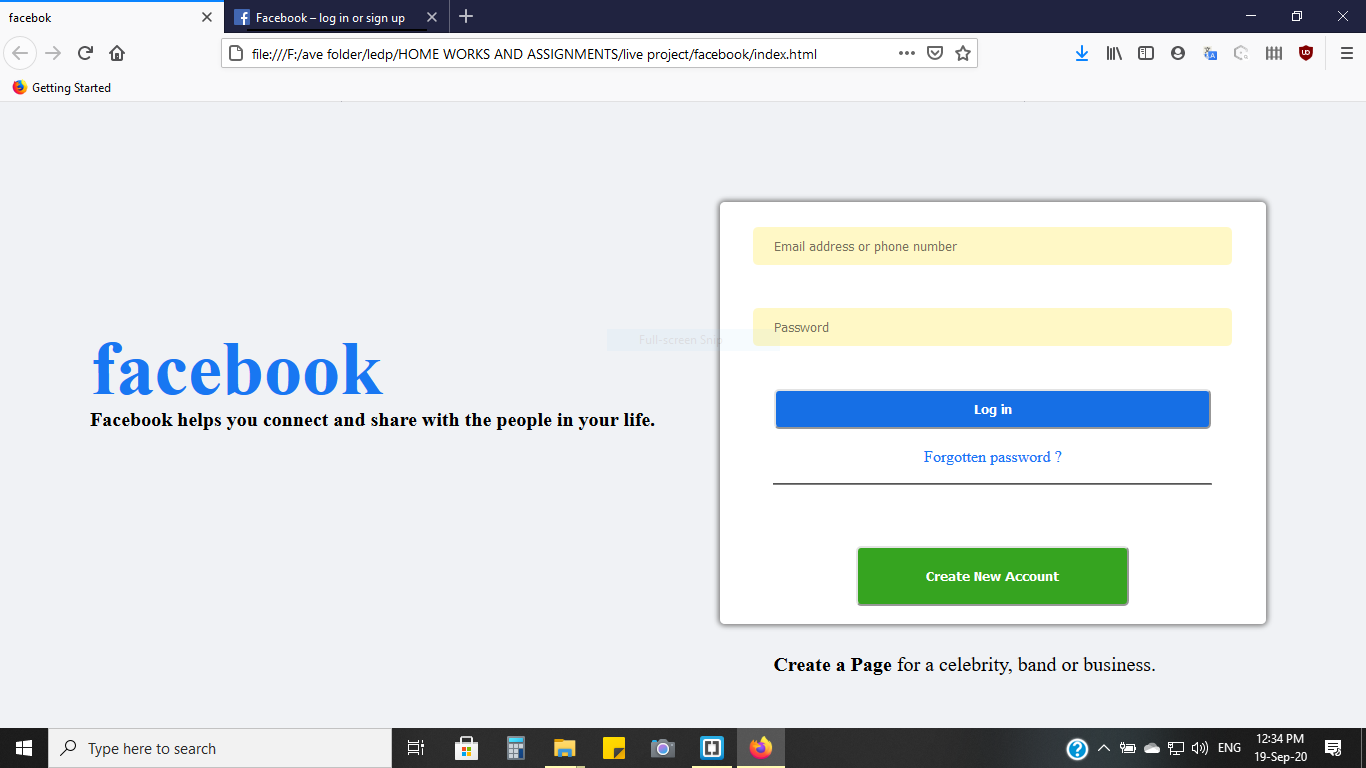 facebok
Facebook – log in or sign up
file:///F:/ave folder/ledp/HOME WORKS AND ASSIGNMENTS/live project/facebook/index.html
Getting Started
Email address or phone number
Password
Full-screen Snip
facebook
Facebook helps you connect and share with the people in your life.
Log in
Forgotten password ?
Create New Account
Create a Page for a celebrity, band or business.
Type here to search
ENG
12:34 PM
19-Sep-20